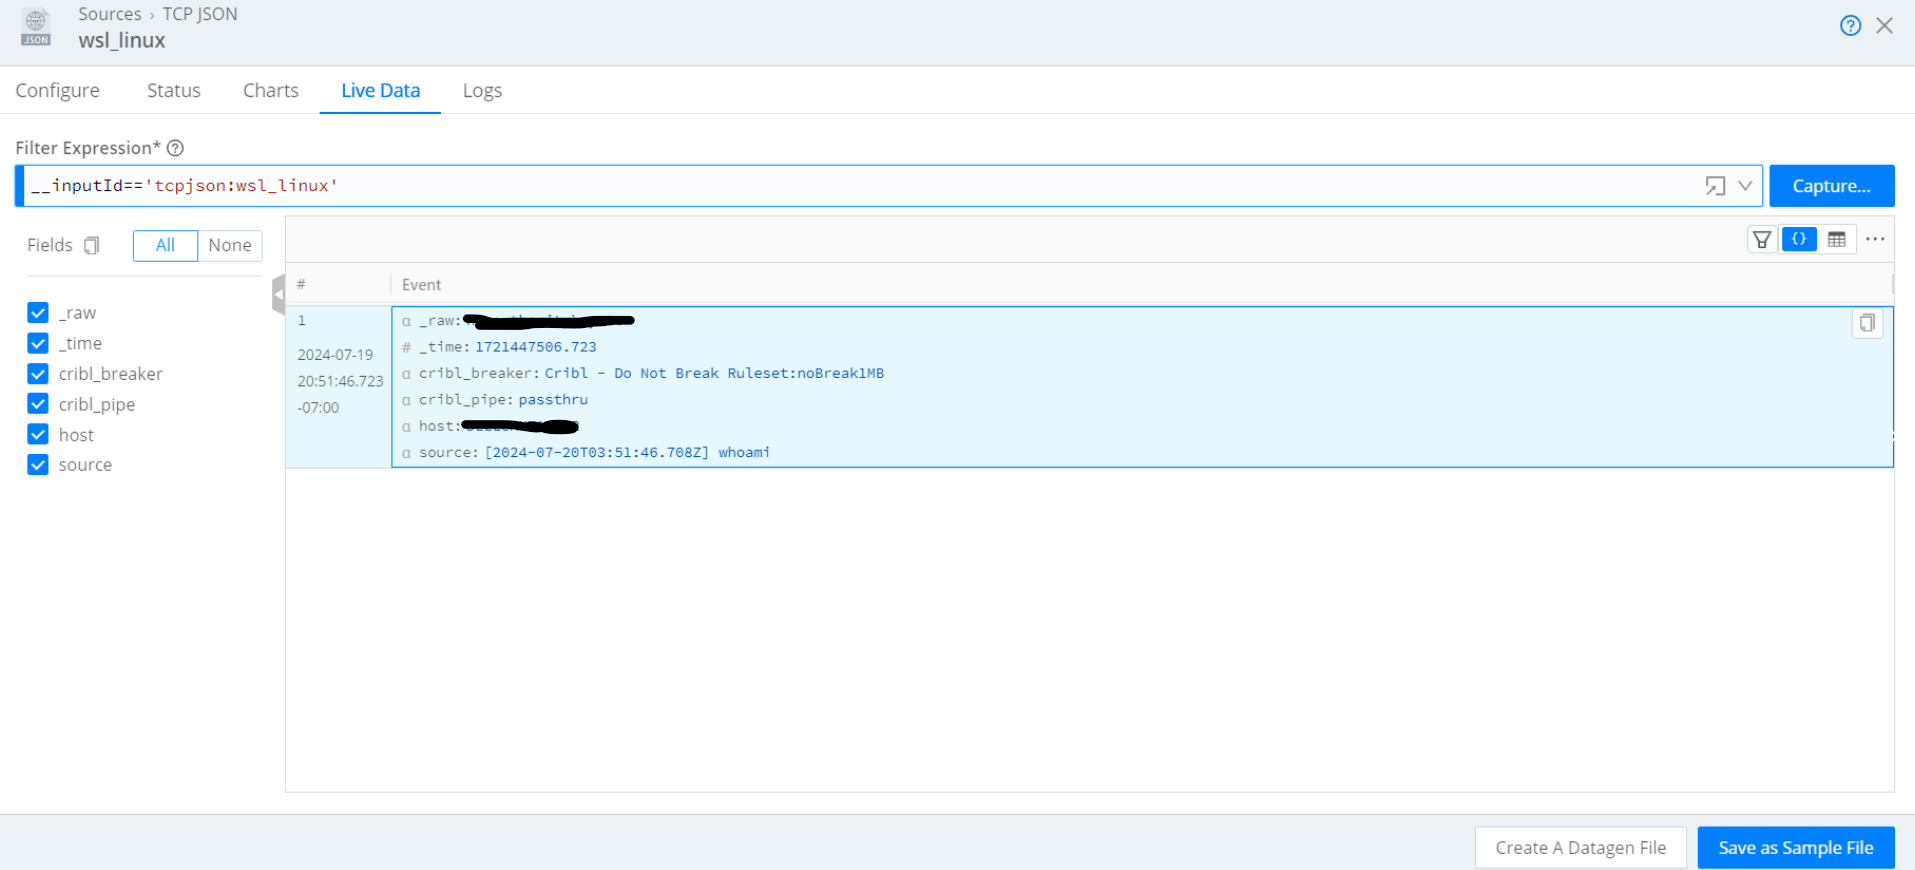 Sources › TCP JSON
JSON
wsl_linux
Configure Status Charts Live Data Logs
Filter Expression*
__inputId=='tcpjson:wsl_linux'
Capture...
Fields All None
_raw
_time
cribl_breaker
cribl_pipe
host
source
# Event
1
2024-07-19
20:51:46.723
-07:00
α _raw:
# _time: 1721447506.723
α cribl_breaker: Cribl - Do Not Break Ruleset:noBreak1MB
α cribl_pipe: passthru
α host:
α source: [2024-07-20T03:51:46.708Z] whoami
Create A Datagen File Save as Sample File